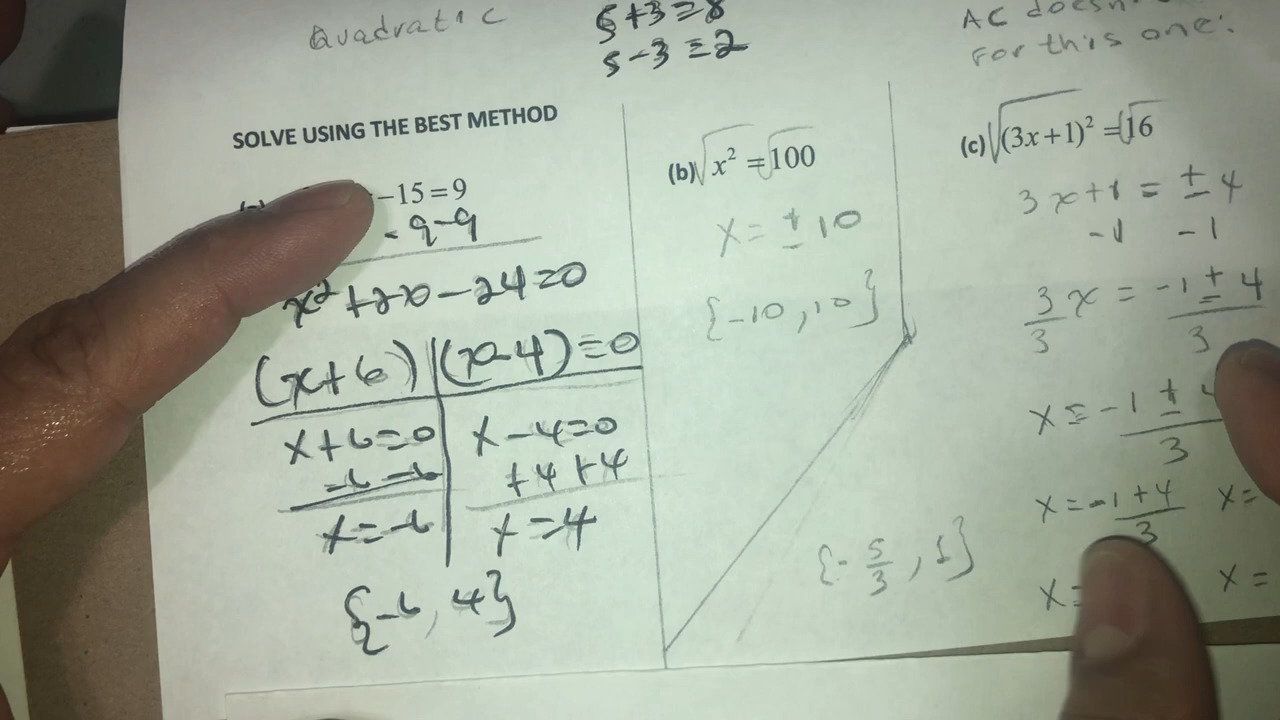 Quadratic
5+3=8
5-3=2
AC doesn
For this one:
SOLVE USING THE BEST METHOD
-15=9
-9-9
x²+2x-24=0
(x+6)(x-4)=0
x+6=0
-6 -6
x=-6
x-4=0
+4 +4
x=4
{-6, 4}
(b) √x² = √100
x = ±10
{-10, 10}
(c) √(3x+1)² = √16
3x+1 = ±4
-1 -1
3x/3 = -1±4/3
x = -1±4/3
x = -1+4/3
x =
x =
x =
{-5/3, 1}